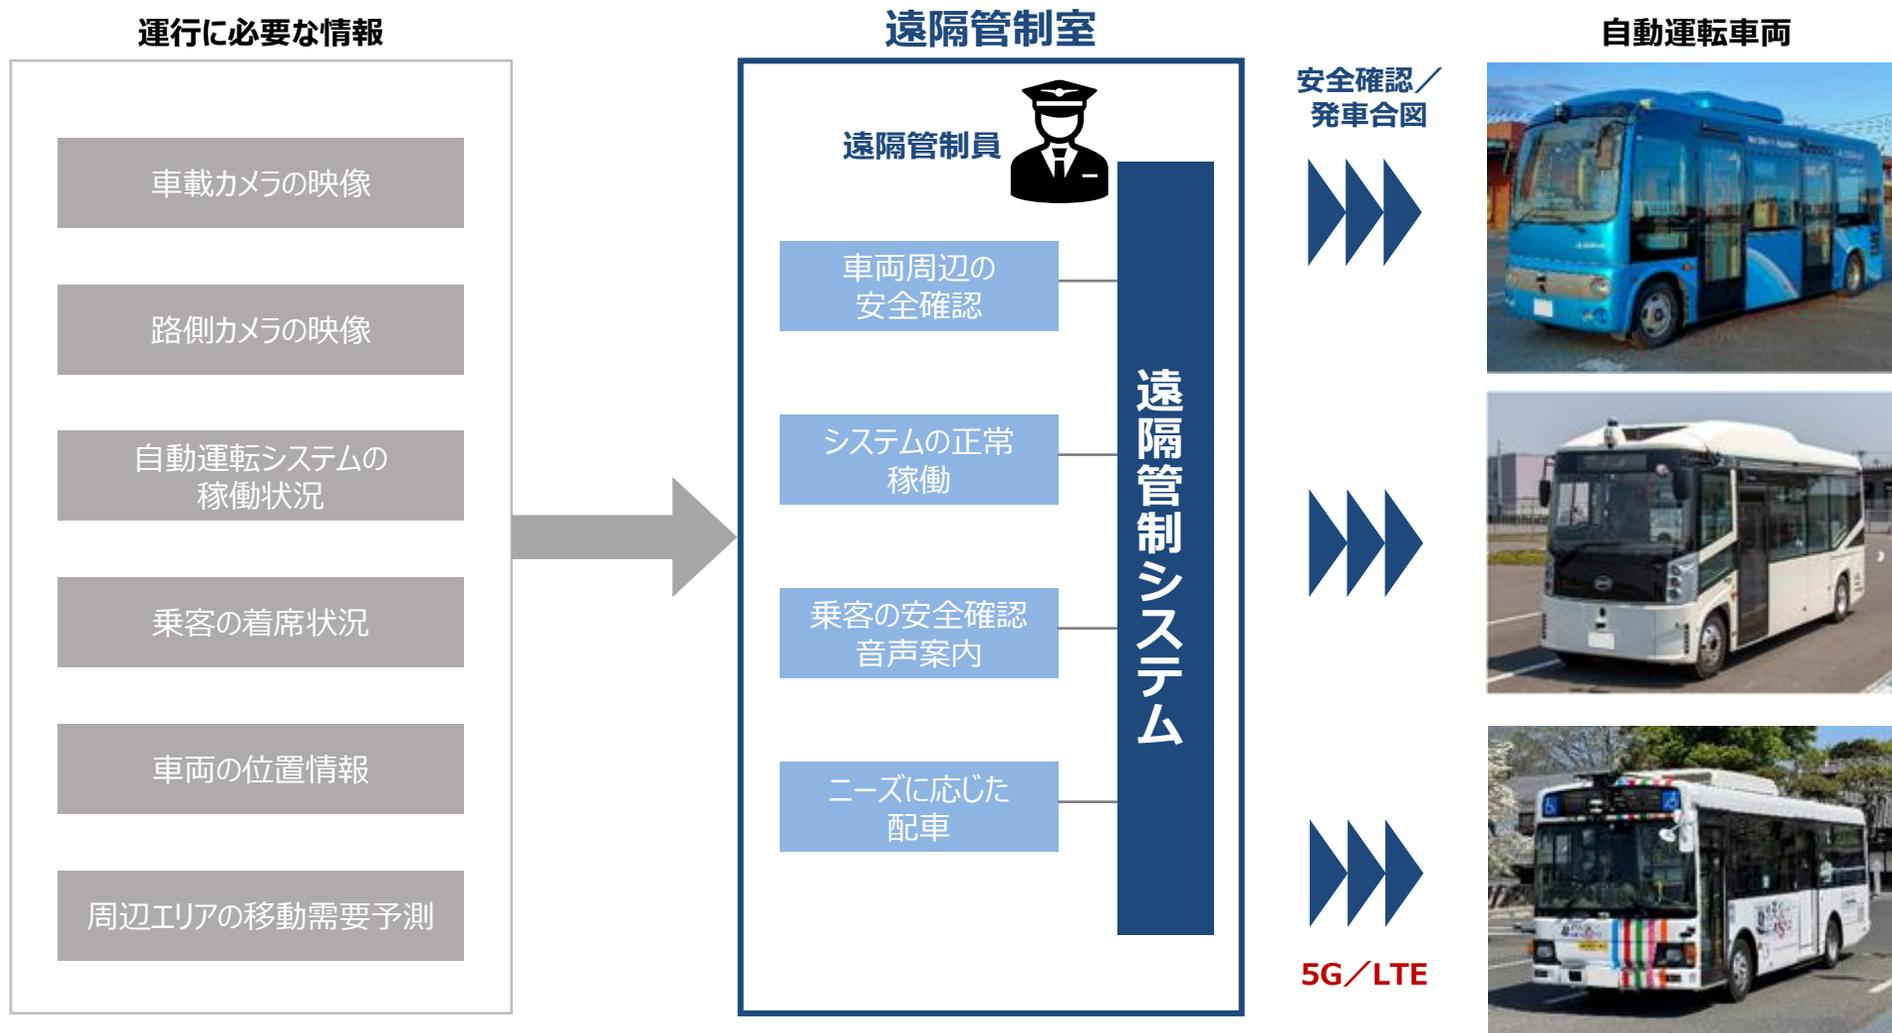 運行に必要な情報
車載カメラの映像
路側カメラの映像
自動運転システムの
稼働状況
乗客の着席状況
車両の位置情報
周辺エリアの移動需要予測
遠隔管制室
遠隔管制員
車両周辺の
安全確認
システムの正常
稼働
乗客の安全確認
音声案内
ニーズに応じた
配車
遠隔管制システム
安全確認／
発車合図
5G／LTE
自動運転車両